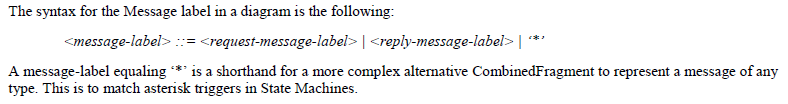 The syntax for the Message label in a diagram is the following:
<message-label> ::= <request-message-label> | <reply-message-label> | ‘*’
A message-label equaling ‘*’ is a shorthand for a more complex alternative CombinedFragment to represent a message of any
type. This is to match asterisk triggers in State Machines.